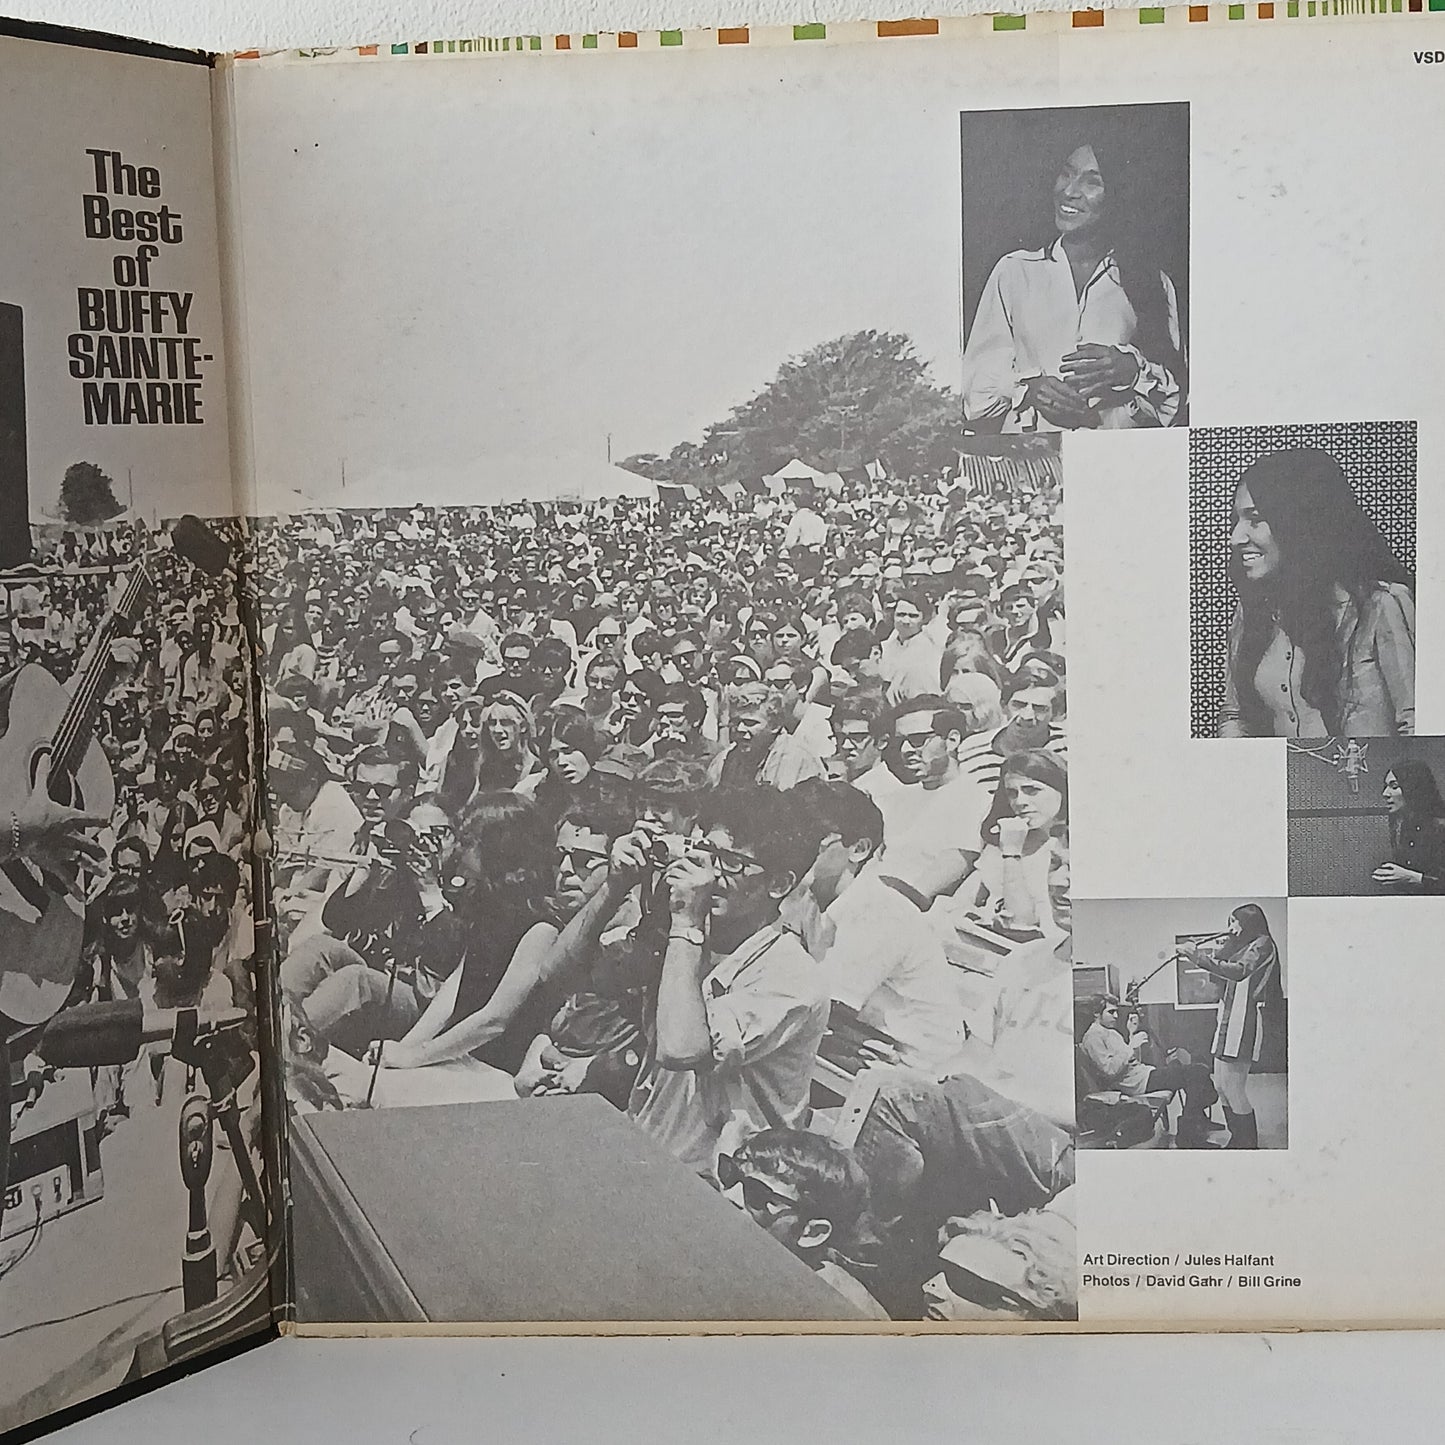 The
Best
of
BUFFY
SAINTE-
MARIE
VSD
Art Direction / Jules Halfant
Photos / David Gahr / Bill Grine